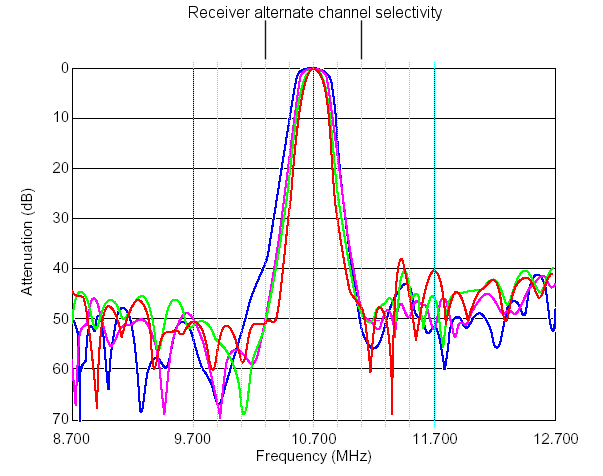 Receiver alternate channel selectivity
0
10
20
30
40
50
60
70
Attenuation (dB)
8.700 9.700 10.700 11.700 12.700
Frequency (MHz)